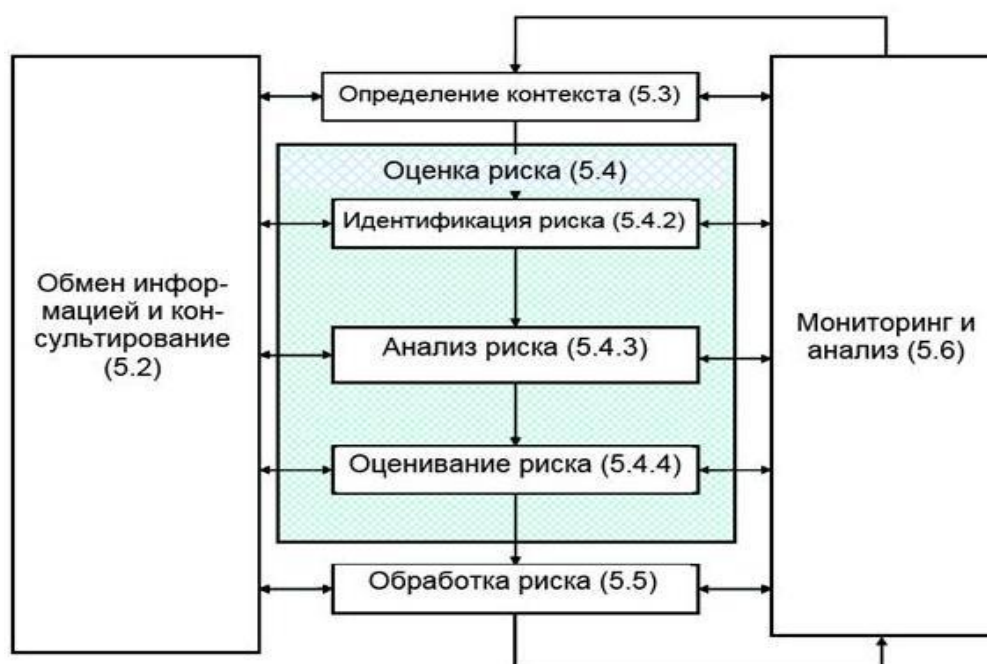 Определение контекста (5.3)
Оценка риска (5.4)
Идентификация риска (5.4.2)
Обмен инфор-
мацией и кон-
сультирование
(5.2)
Анализ риска (5.4.3)
Мониторинг и
анализ (5.6)
Оценивание риска (5.4.4)
Обработка риска (5.5)